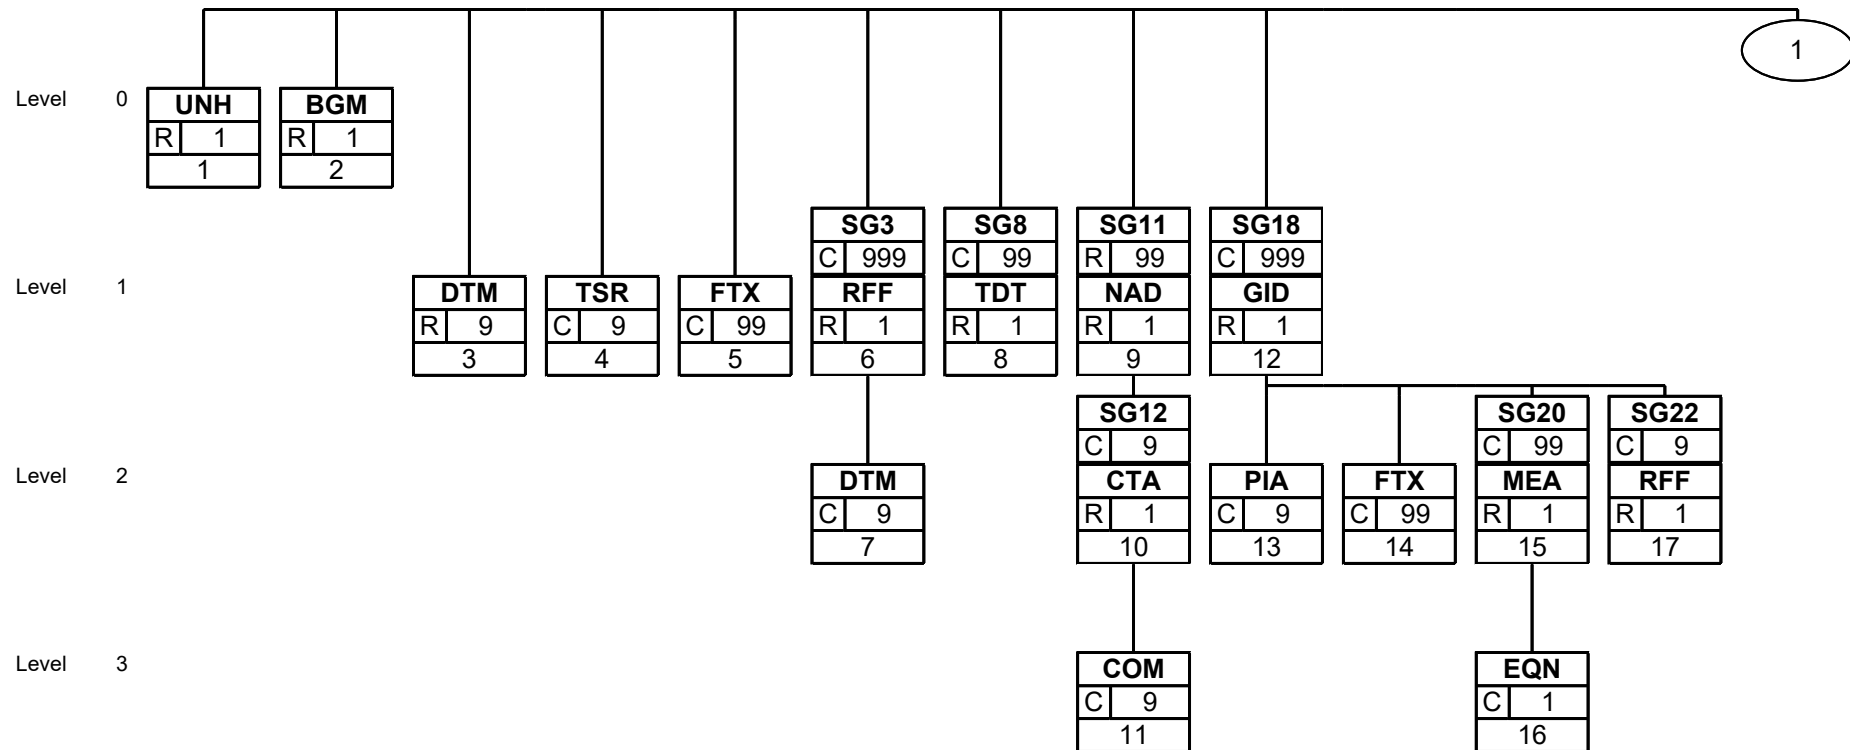 1
Level 0
UNH BGM
R 1 R 1
1 2
SG3 SG8 SG11 SG18
C 999 C 99 R 99 C 999
Level 1
DTM TSR FTX RFF TDT NAD GID
R 9 C 9 C 99 R 1 R 1 R 1 R 1
3 4 5 6 8 9 12
SG12 SG20 SG22
C 9 C 99 C 9
Level 2
DTM CTA PIA FTX MEA RFF
C 9 R 1 C 9 C 99 R 1 R 1
7 10 13 14 15 17
Level 3
COM EQN
C 9 C 1
11 16